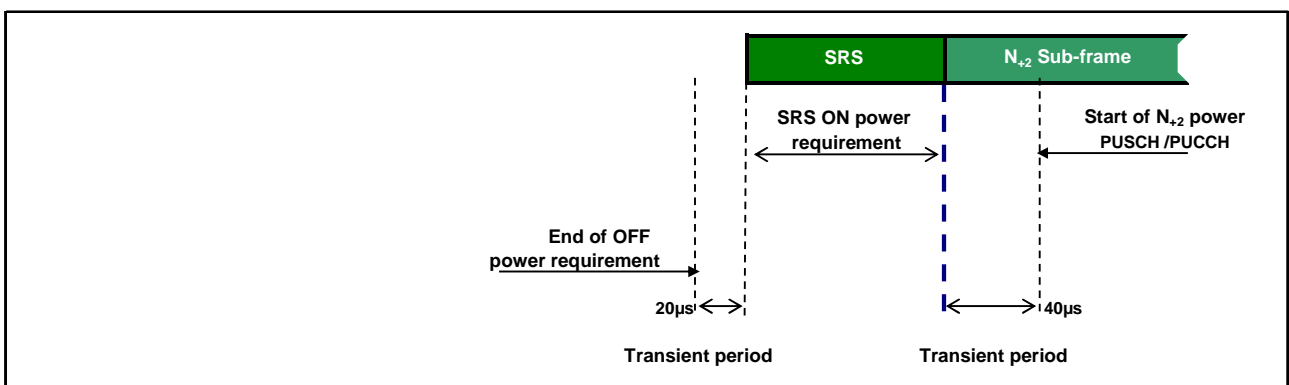 SRS
N+2 Sub-frame
SRS ON power
requirement
Start of N+2 power
PUSCH /PUCCH
End of OFF
power requirement
20µs
40µs
Transient period
Transient period